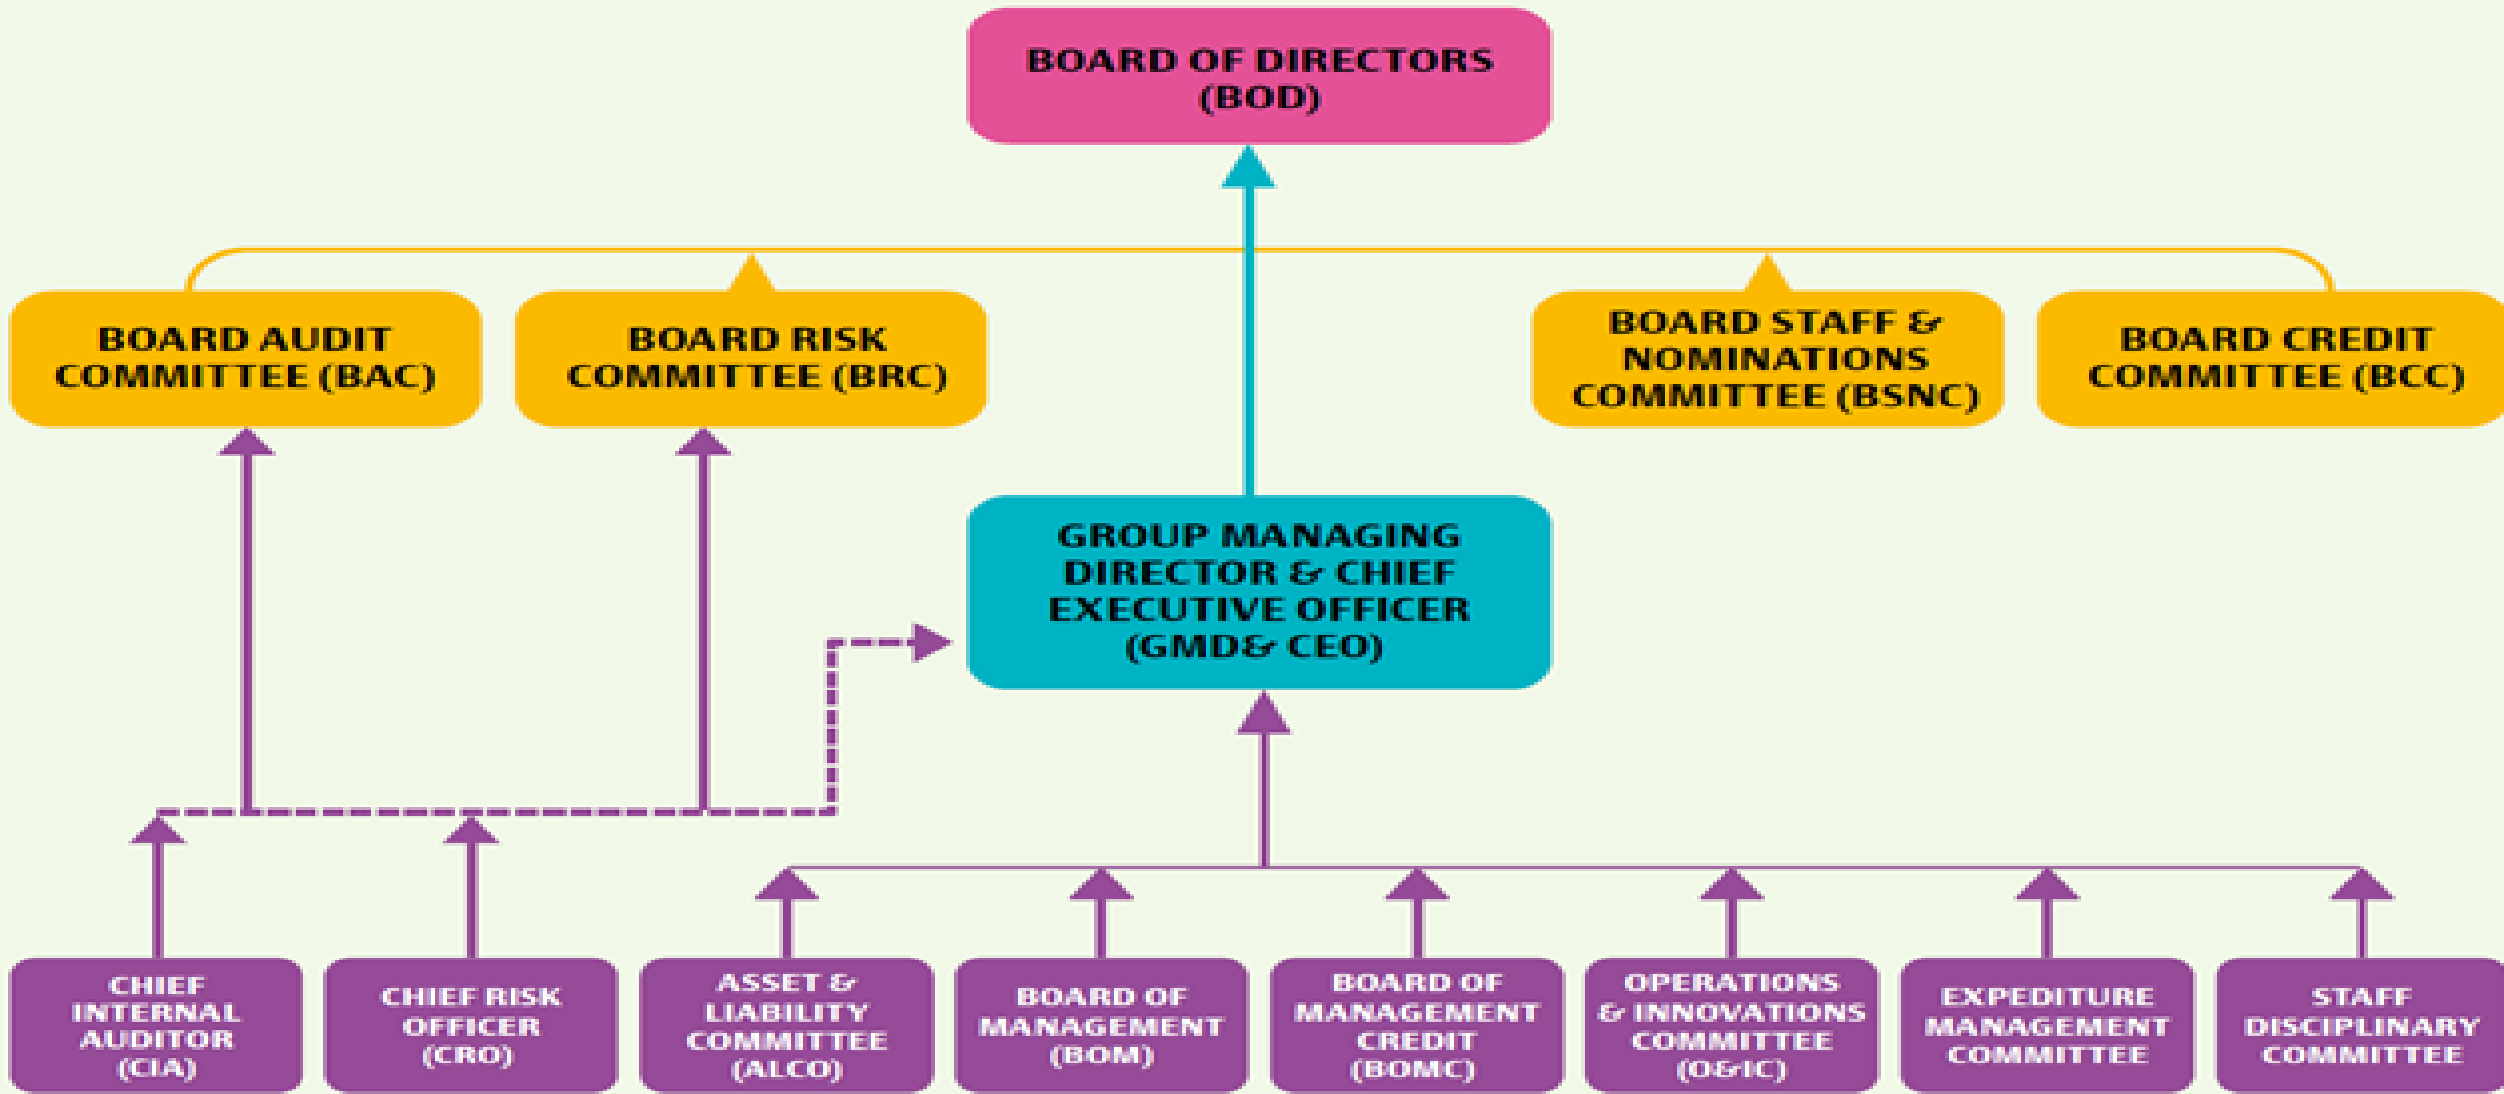 BOARD OF DIRECTORS
(BOD)
BOARD AUDIT
COMMITTEE (BAC)
BOARD RISK
COMMITTEE (BRC)
BOARD STAFF &
NOMINATIONS
COMMITTEE (BSNC)
BOARD CREDIT
COMMITTEE (BCC)
GROUP MANAGING
DIRECTOR & CHIEF
EXECUTIVE OFFICER
(GMD& CEO)
CHIEF
INTERNAL
AUDITOR
(CIA)
CHIEF RISK
OFFICER
(CRO)
ASSET &
LIABILITY
COMMITTEE
(ALCO)
BOARD OF
MANAGEMENT
(BOM)
BOARD OF
MANAGEMENT
CREDIT
(BOMC)
OPERATIONS
& INNOVATIONS
COMMITTEE
(O&IC)
EXPEDITURE
MANAGEMENT
COMMITTEE
STAFF
DISCIPLINARY
COMMITTEE